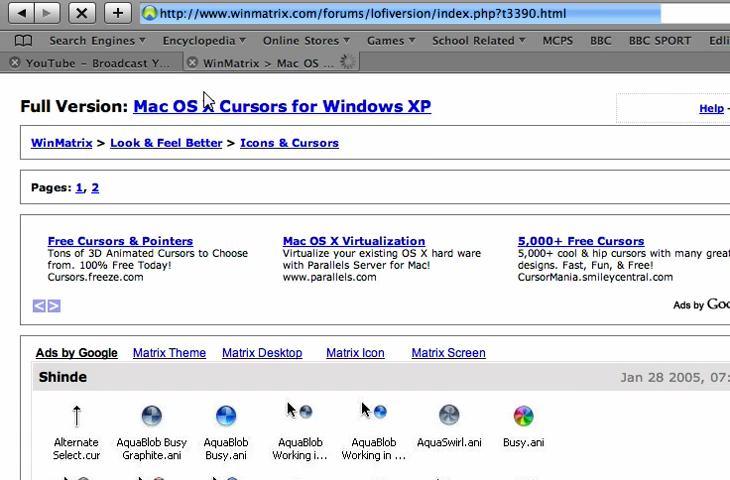 http://www.winmatrix.com/forums/lofiversion/index.php?t3390.html
Search Engines Encyclopedia Online Stores Games School Related MCPS BBC BBC SPORT Edli
YouTube – Broadcast Y... WinMatrix > Mac OS ...
Full Version: Mac OS X Cursors for Windows XP
Help -
WinMatrix > Look & Feel Better > Icons & Cursors
Pages: 1, 2
Free Cursors & Pointers
Tons of 3D Animated Cursors to Choose
from. 100% Free Today!
Cursors.freeze.com
Mac OS X Virtualization
Virtualize your existing OS X hard ware
with Parallels Server for Mac!
www.parallels.com
5,000+ Free Cursors
5,000+ cool & hip cursors with many great
designs. Fast, Fun, & Free!
CursorMania.smileycentral.com
Ads by Goo
Ads by Google Matrix Theme Matrix Desktop Matrix Icon Matrix Screen
Shinde Jan 28 2005, 07:
Alternate
Select.cur
AquaBlob Busy
Graphite.ani
AquaBlob
Busy.ani
AquaBlob
Working i...
AquaBlob
Working in ...
AquaSwirl.ani
Busy.ani